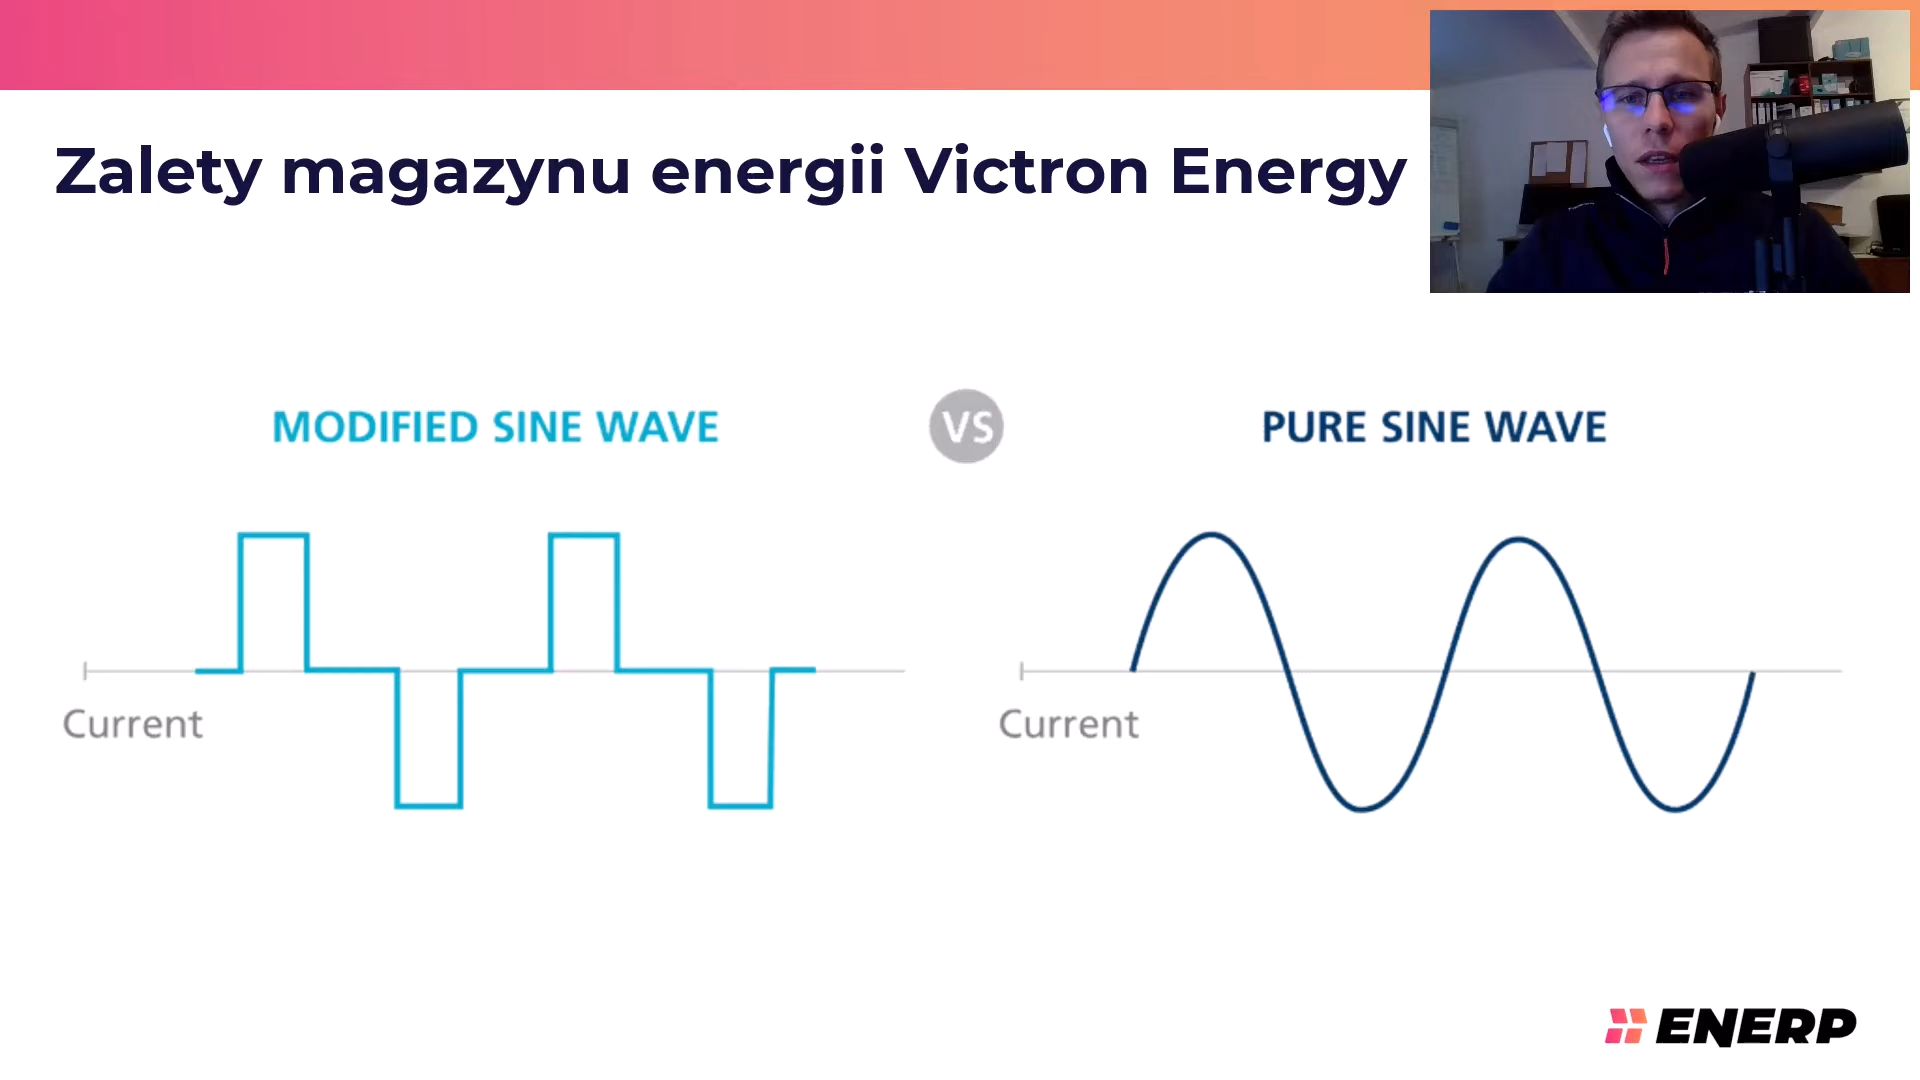 Zalety magazynu energii Victron Energy
MODIFIED SINE WAVE
VS
PURE SINE WAVE
Current
Current
ENERP